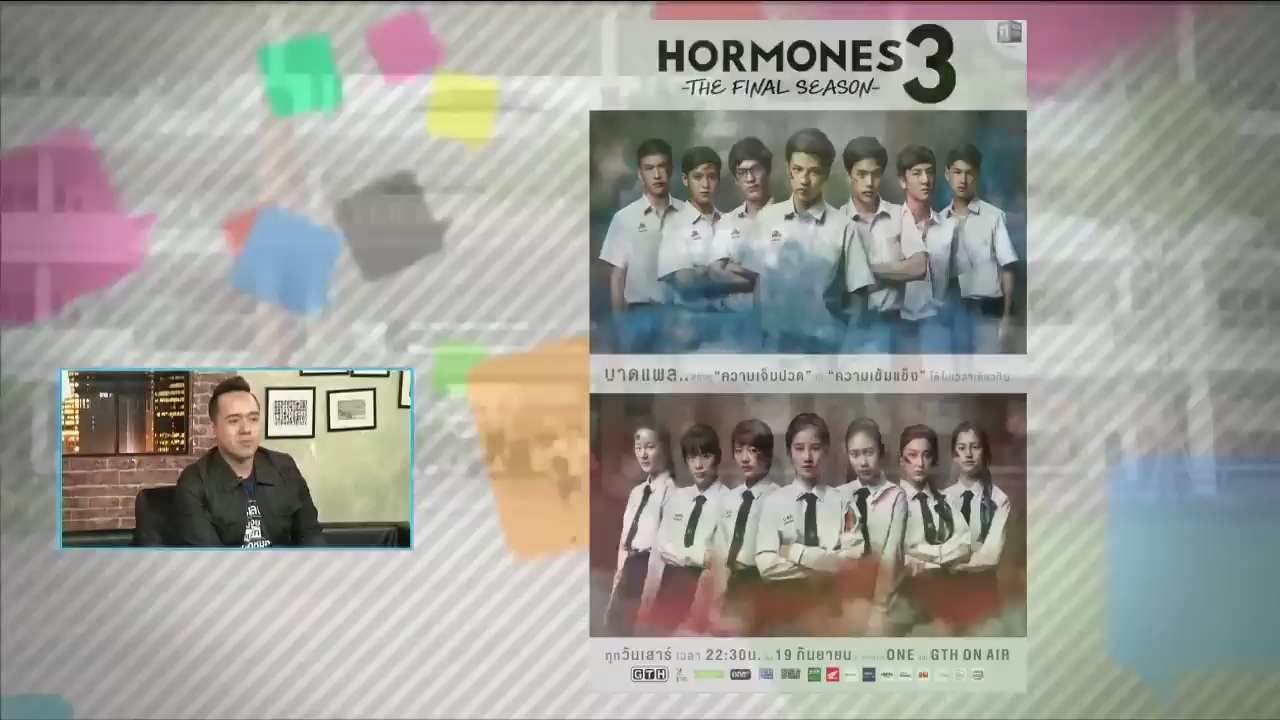 HORMONES 3
-THE FINAL SEASON-
บาดแผล.. "ความเจ็บปวด" "ความเข้มแข็ง"
ทุกวันเสาร์ เวลา 22:30น. 19 กันยายน ONE GTH ON AIR
GTH one